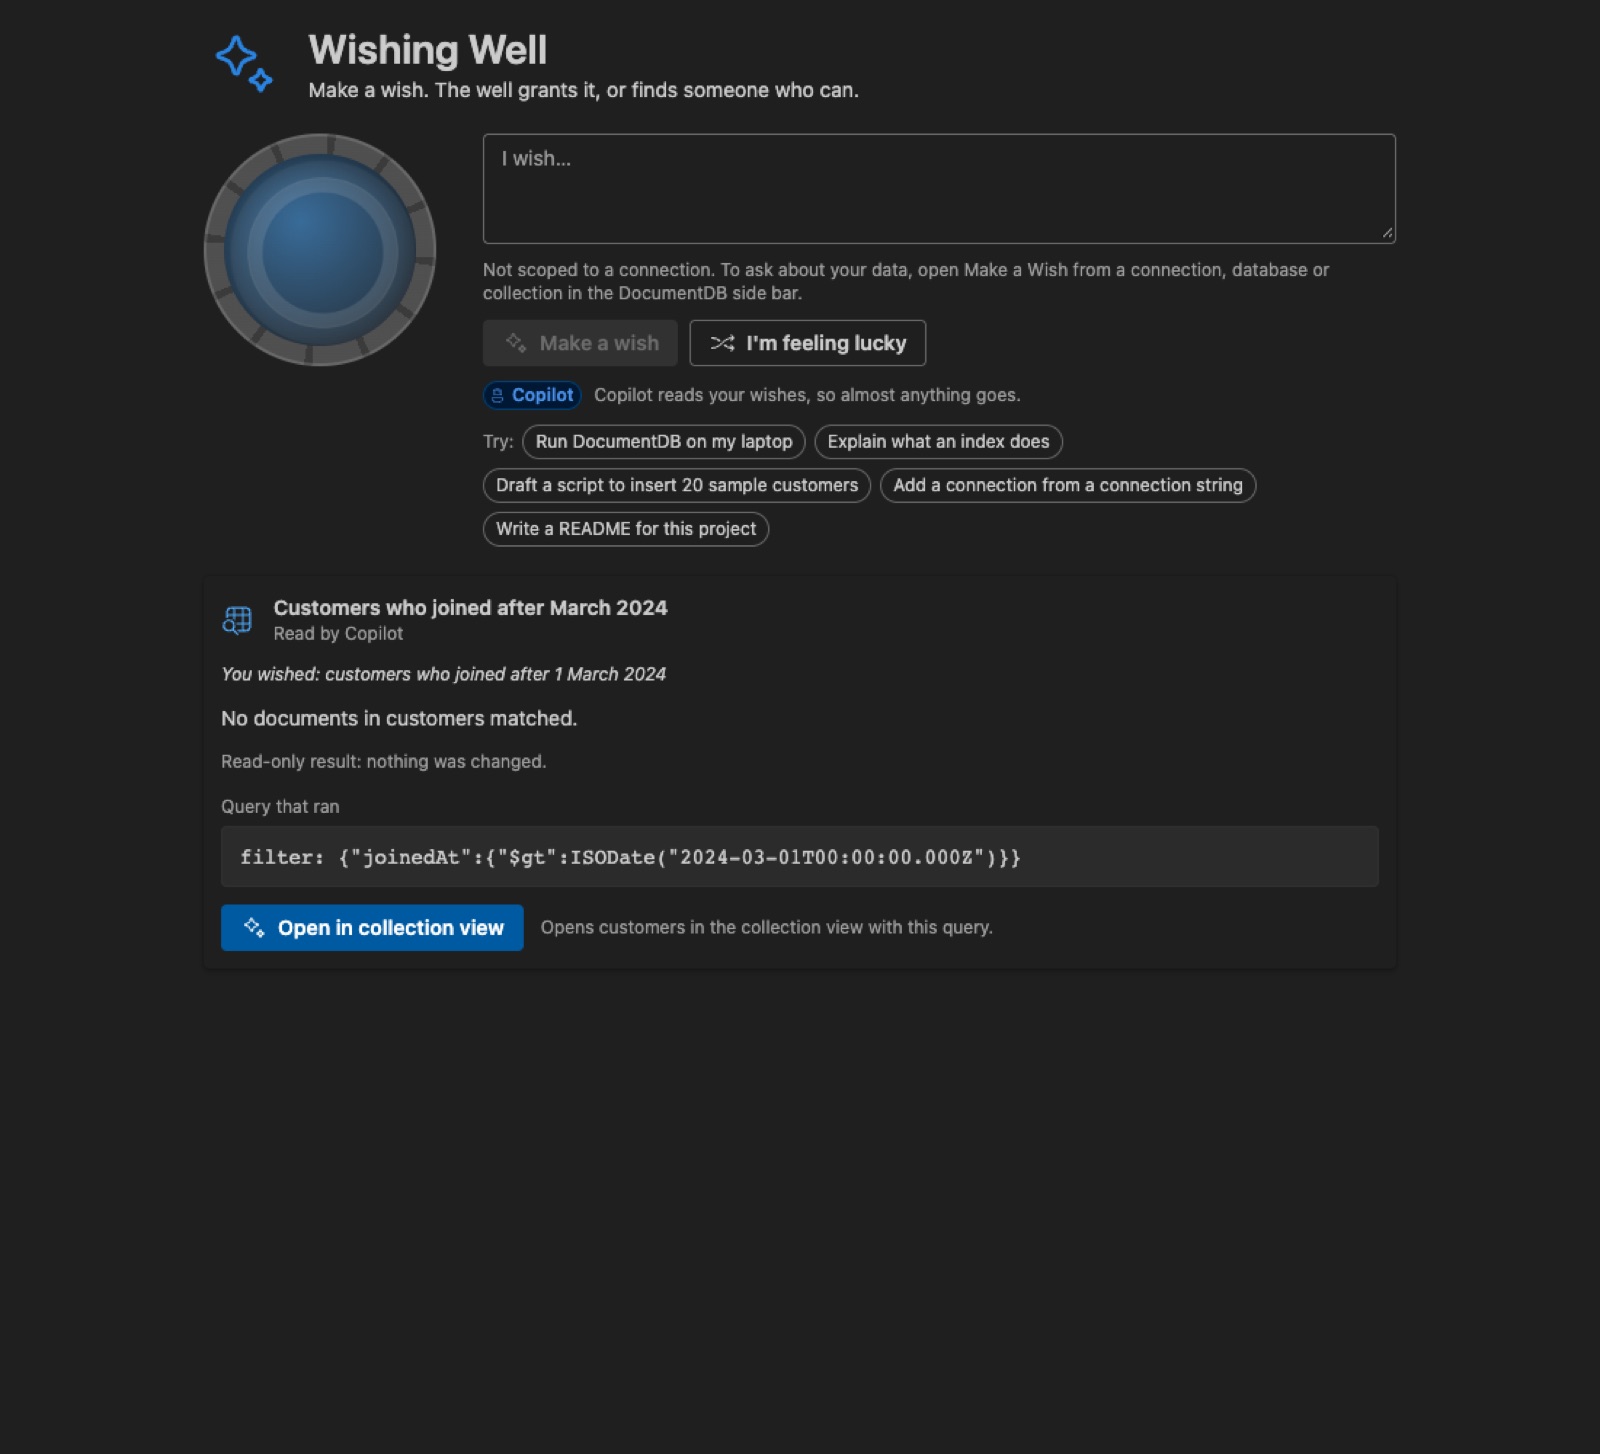 Wishing Well
Make a wish. The well grants it, or finds someone who can.
I wish...
Not scoped to a connection. To ask about your data, open Make a Wish from a connection, database or
collection in the DocumentDB side bar.
Make a wish
I'm feeling lucky
Copilot
Copilot reads your wishes, so almost anything goes.
Try:
Run DocumentDB on my laptop
Explain what an index does
Draft a script to insert 20 sample customers
Add a connection from a connection string
Write a README for this project
Customers who joined after March 2024
Read by Copilot
You wished: customers who joined after 1 March 2024
No documents in customers matched.
Read-only result: nothing was changed.
Query that ran
filter: {"joinedAt":{"$gt":ISODate("2024-03-01T00:00:00.000Z")}}
Open in collection view
Opens customers in the collection view with this query.